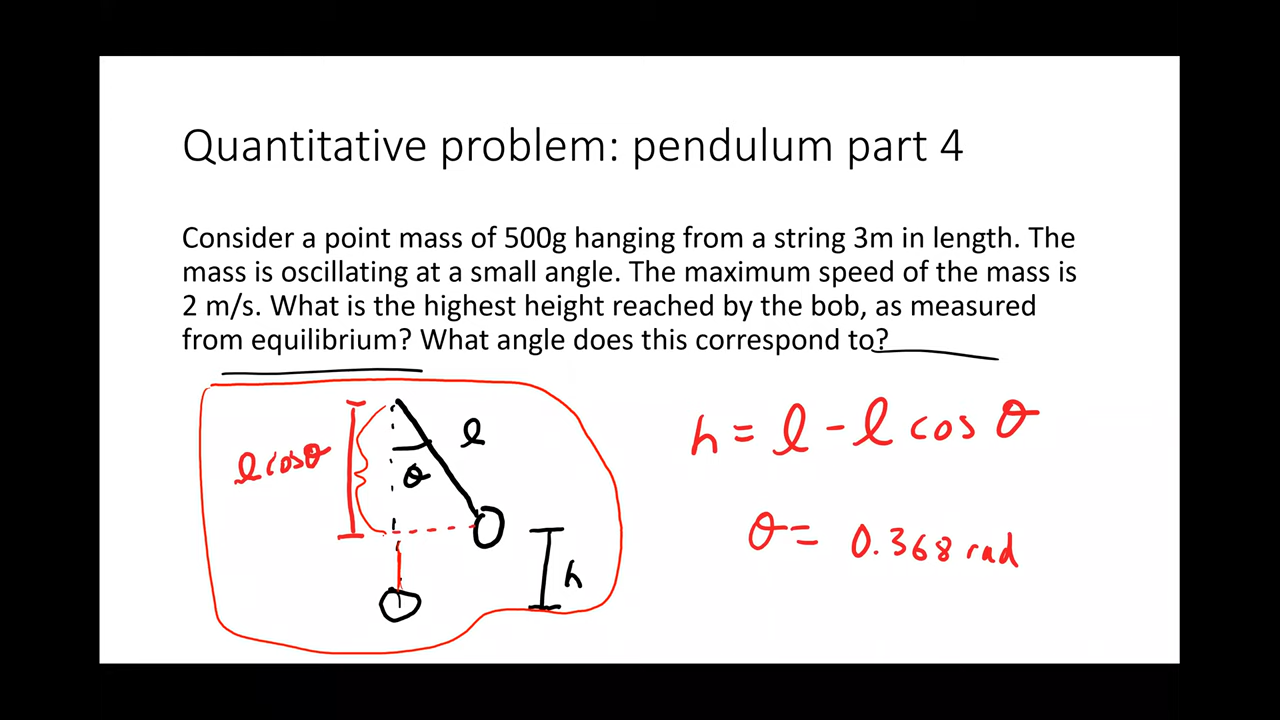 Quantitative problem: pendulum part 4
Consider a point mass of 500g hanging from a string 3m in length. The
mass is oscillating at a small angle. The maximum speed of the mass is
2 m/s. What is the highest height reached by the bob, as measured
from equilibrium? What angle does this correspond to?
l cosθ
l
θ
h
h = l - l cos θ
θ = 0.368 rad